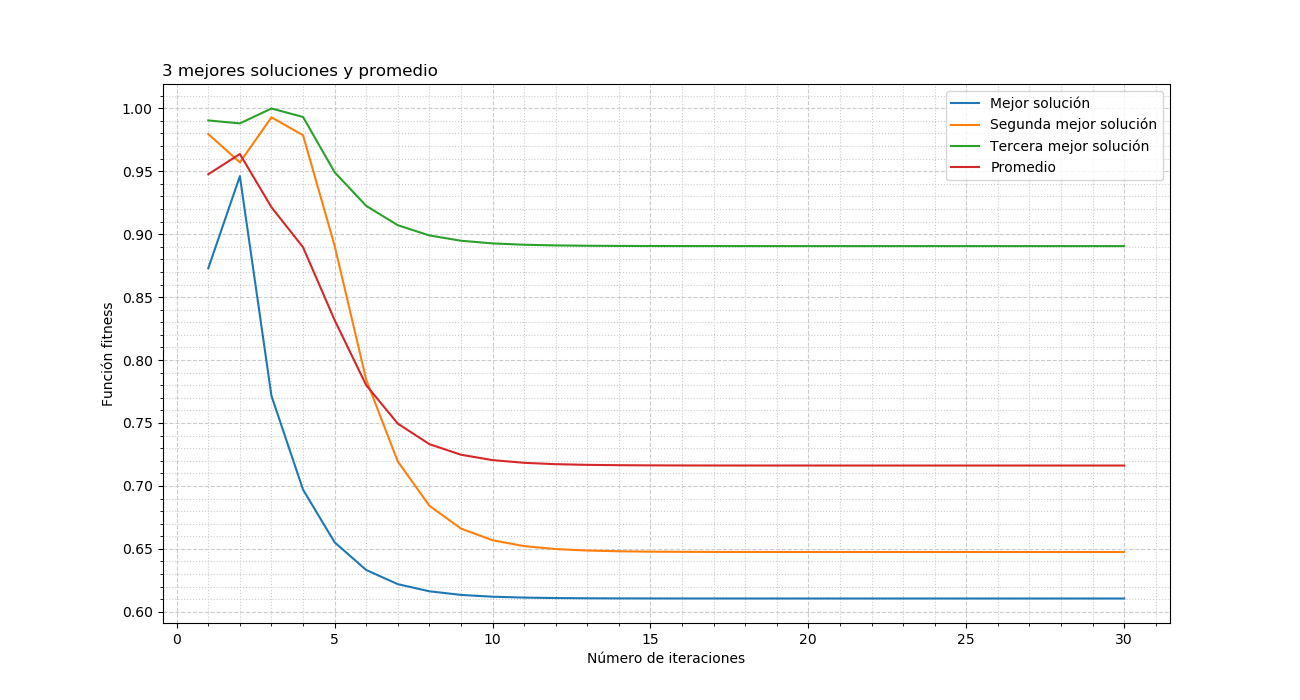 3 mejores soluciones y promedio
Mejor solución
Segunda mejor solución
Tercera mejor solución
Promedio
1.00
0.95
0.90
0.85
0.80
0.75
0.70
0.65
0.60
Función fitness
0 5 10 15 20 25 30
Número de iteraciones